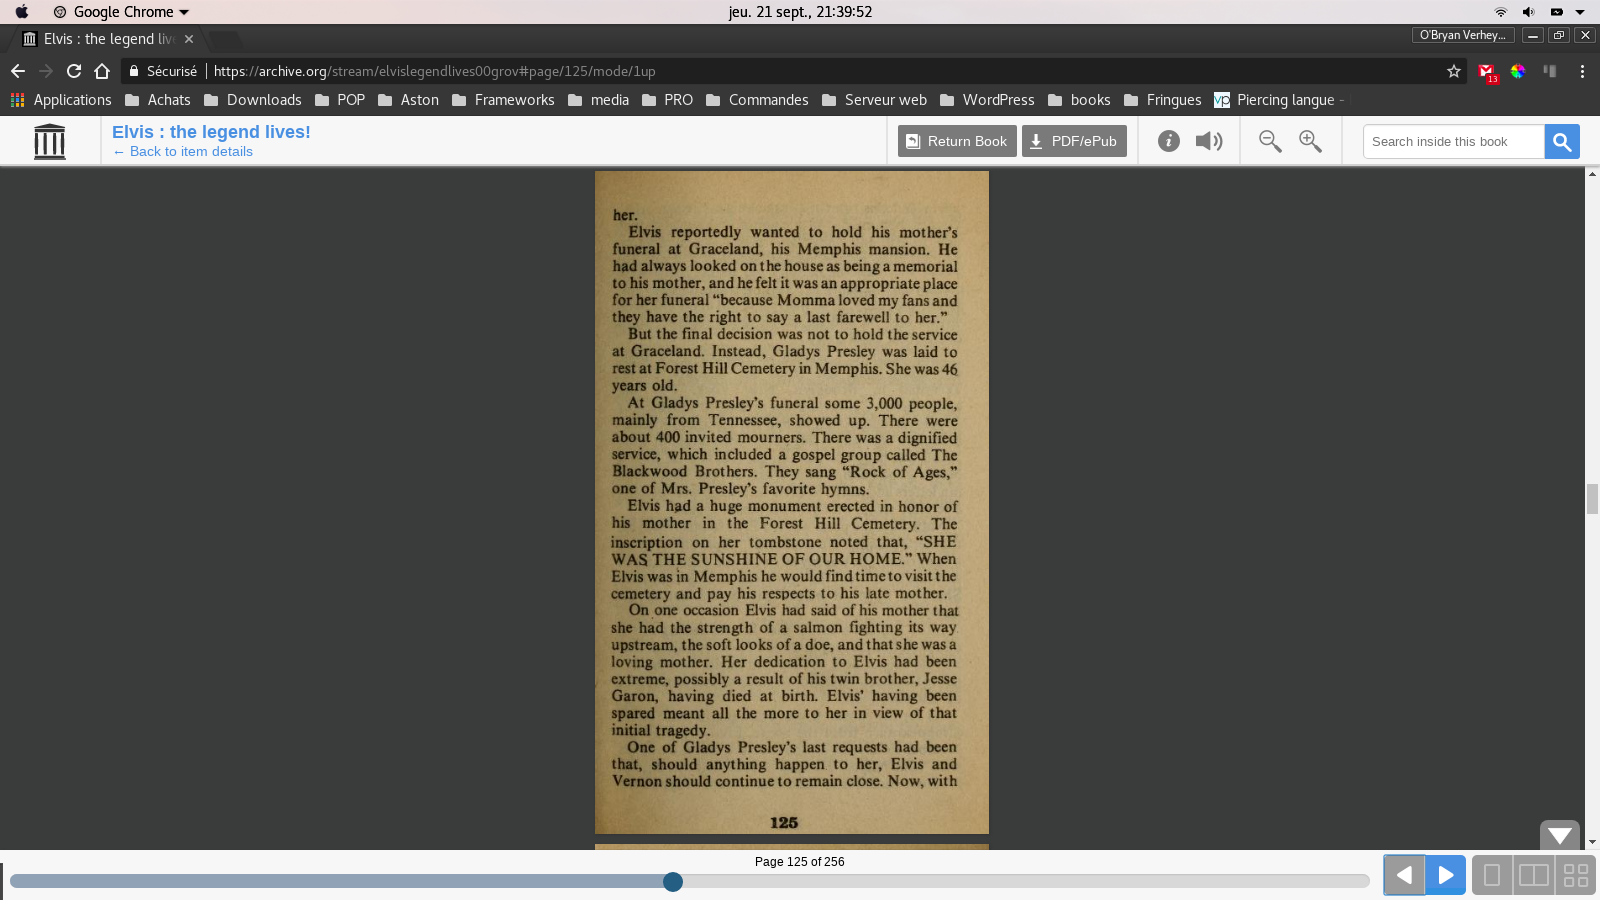 Google Chrome
jeu. 21 sept., 21:39:52
Elvis : the legend live
O'Bryan Verhey...
Sécurisé
https://archive.org/stream/elvislegendlives00grov#page/125/mode/1up
13
Applications Achats Downloads POP Aston Frameworks media PRO Commandes Serveur web WordPress books Fringues vp Piercing langue -
Elvis : the legend lives!
← Back to item details
Return Book
PDF/ePub
Search inside this book
her.
Elvis reportedly wanted to hold his mother's
funeral at Graceland, his Memphis mansion. He
had always looked on the house as being a memorial
to his mother, and he felt it was an appropriate place
for her funeral “because Momma loved my fans and
they have the right to say a last farewell to her.”
But the final decision was not to hold the service
at Graceland. Instead, Gladys Presley was laid to
rest at Forest Hill Cemetery in Memphis. She was 46
years old.
At Gladys Presley's funeral some 3,000 people,
mainly from Tennessee, showed up. There were
about 400 invited mourners. There was a dignified
service, which included a gospel group called The
Blackwood Brothers. They sang “Rock of Ages,”
one of Mrs. Presley's favorite hymns.
Elvis had a huge monument erected in honor of
his mother in the Forest Hill Cemetery. The
inscription on her tombstone noted that, “SHE
WAS THE SUNSHINE OF OUR HOME.” When
Elvis was in Memphis he would find time to visit the
cemetery and pay his respects to his late mother.
On one occasion Elvis had said of his mother that
she had the strength of a salmon fighting its way
upstream, the soft looks of a doe, and that she was a
loving mother. Her dedication to Elvis had been
extreme, possibly a result of his twin brother, Jesse
Garon, having died at birth. Elvis' having been
spared meant all the more to her in view of that
initial tragedy.
One of Gladys Presley's last requests had been
that, should anything happen to her, Elvis and
Vernon should continue to remain close. Now, with
125
Page 125 of 256